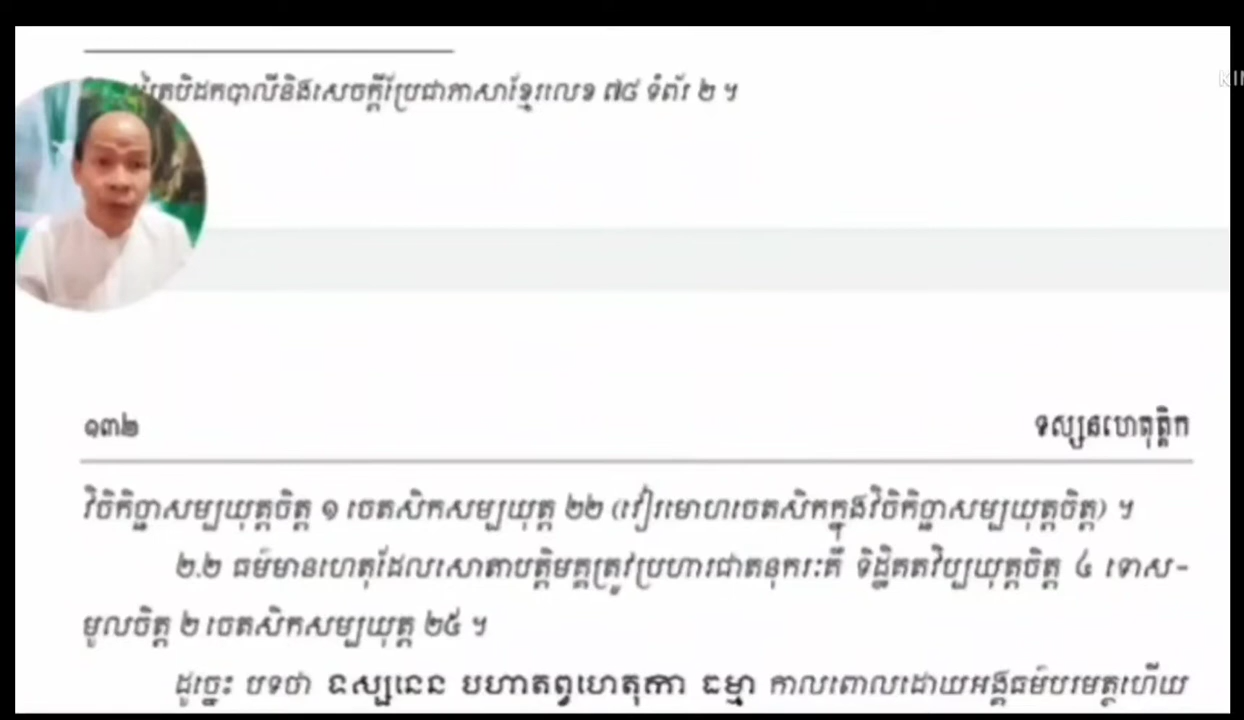 ត្រៃបិដកបាលីនិងសេចក្តីប្រែជាភាសាខ្មែរលេខ ៧៨ ទំព័រ ២ ។
KIN
១៣២
ទស្សនហេតុត្តិក
វិចិកិច្ឆាសម្បយុត្តចិត្ត ១ ចេតសិកសម្បយុត្ត ២២ (វៀរមោហចេតសិកក្នុងវិចិកិច្ឆាសម្បយុត្តចិត្ត) ។
២.២ ធម៌មានហេតុដែលសោតាបត្តិមគ្គត្រូវប្រហារជាតនុករៈគឺ ទិដ្ឋិគតវិប្បយុត្តចិត្ត ៤ ទោស-
មូលចិត្ត ២ ចេតសិកសម្បយុត្ត ២៥ ។
ដូច្នេះ បទថា ទស្សនេន បហាតព្វហេតុកា ធម្មា កាលពោលដោយអង្គធម៌បរមត្ថហើយ